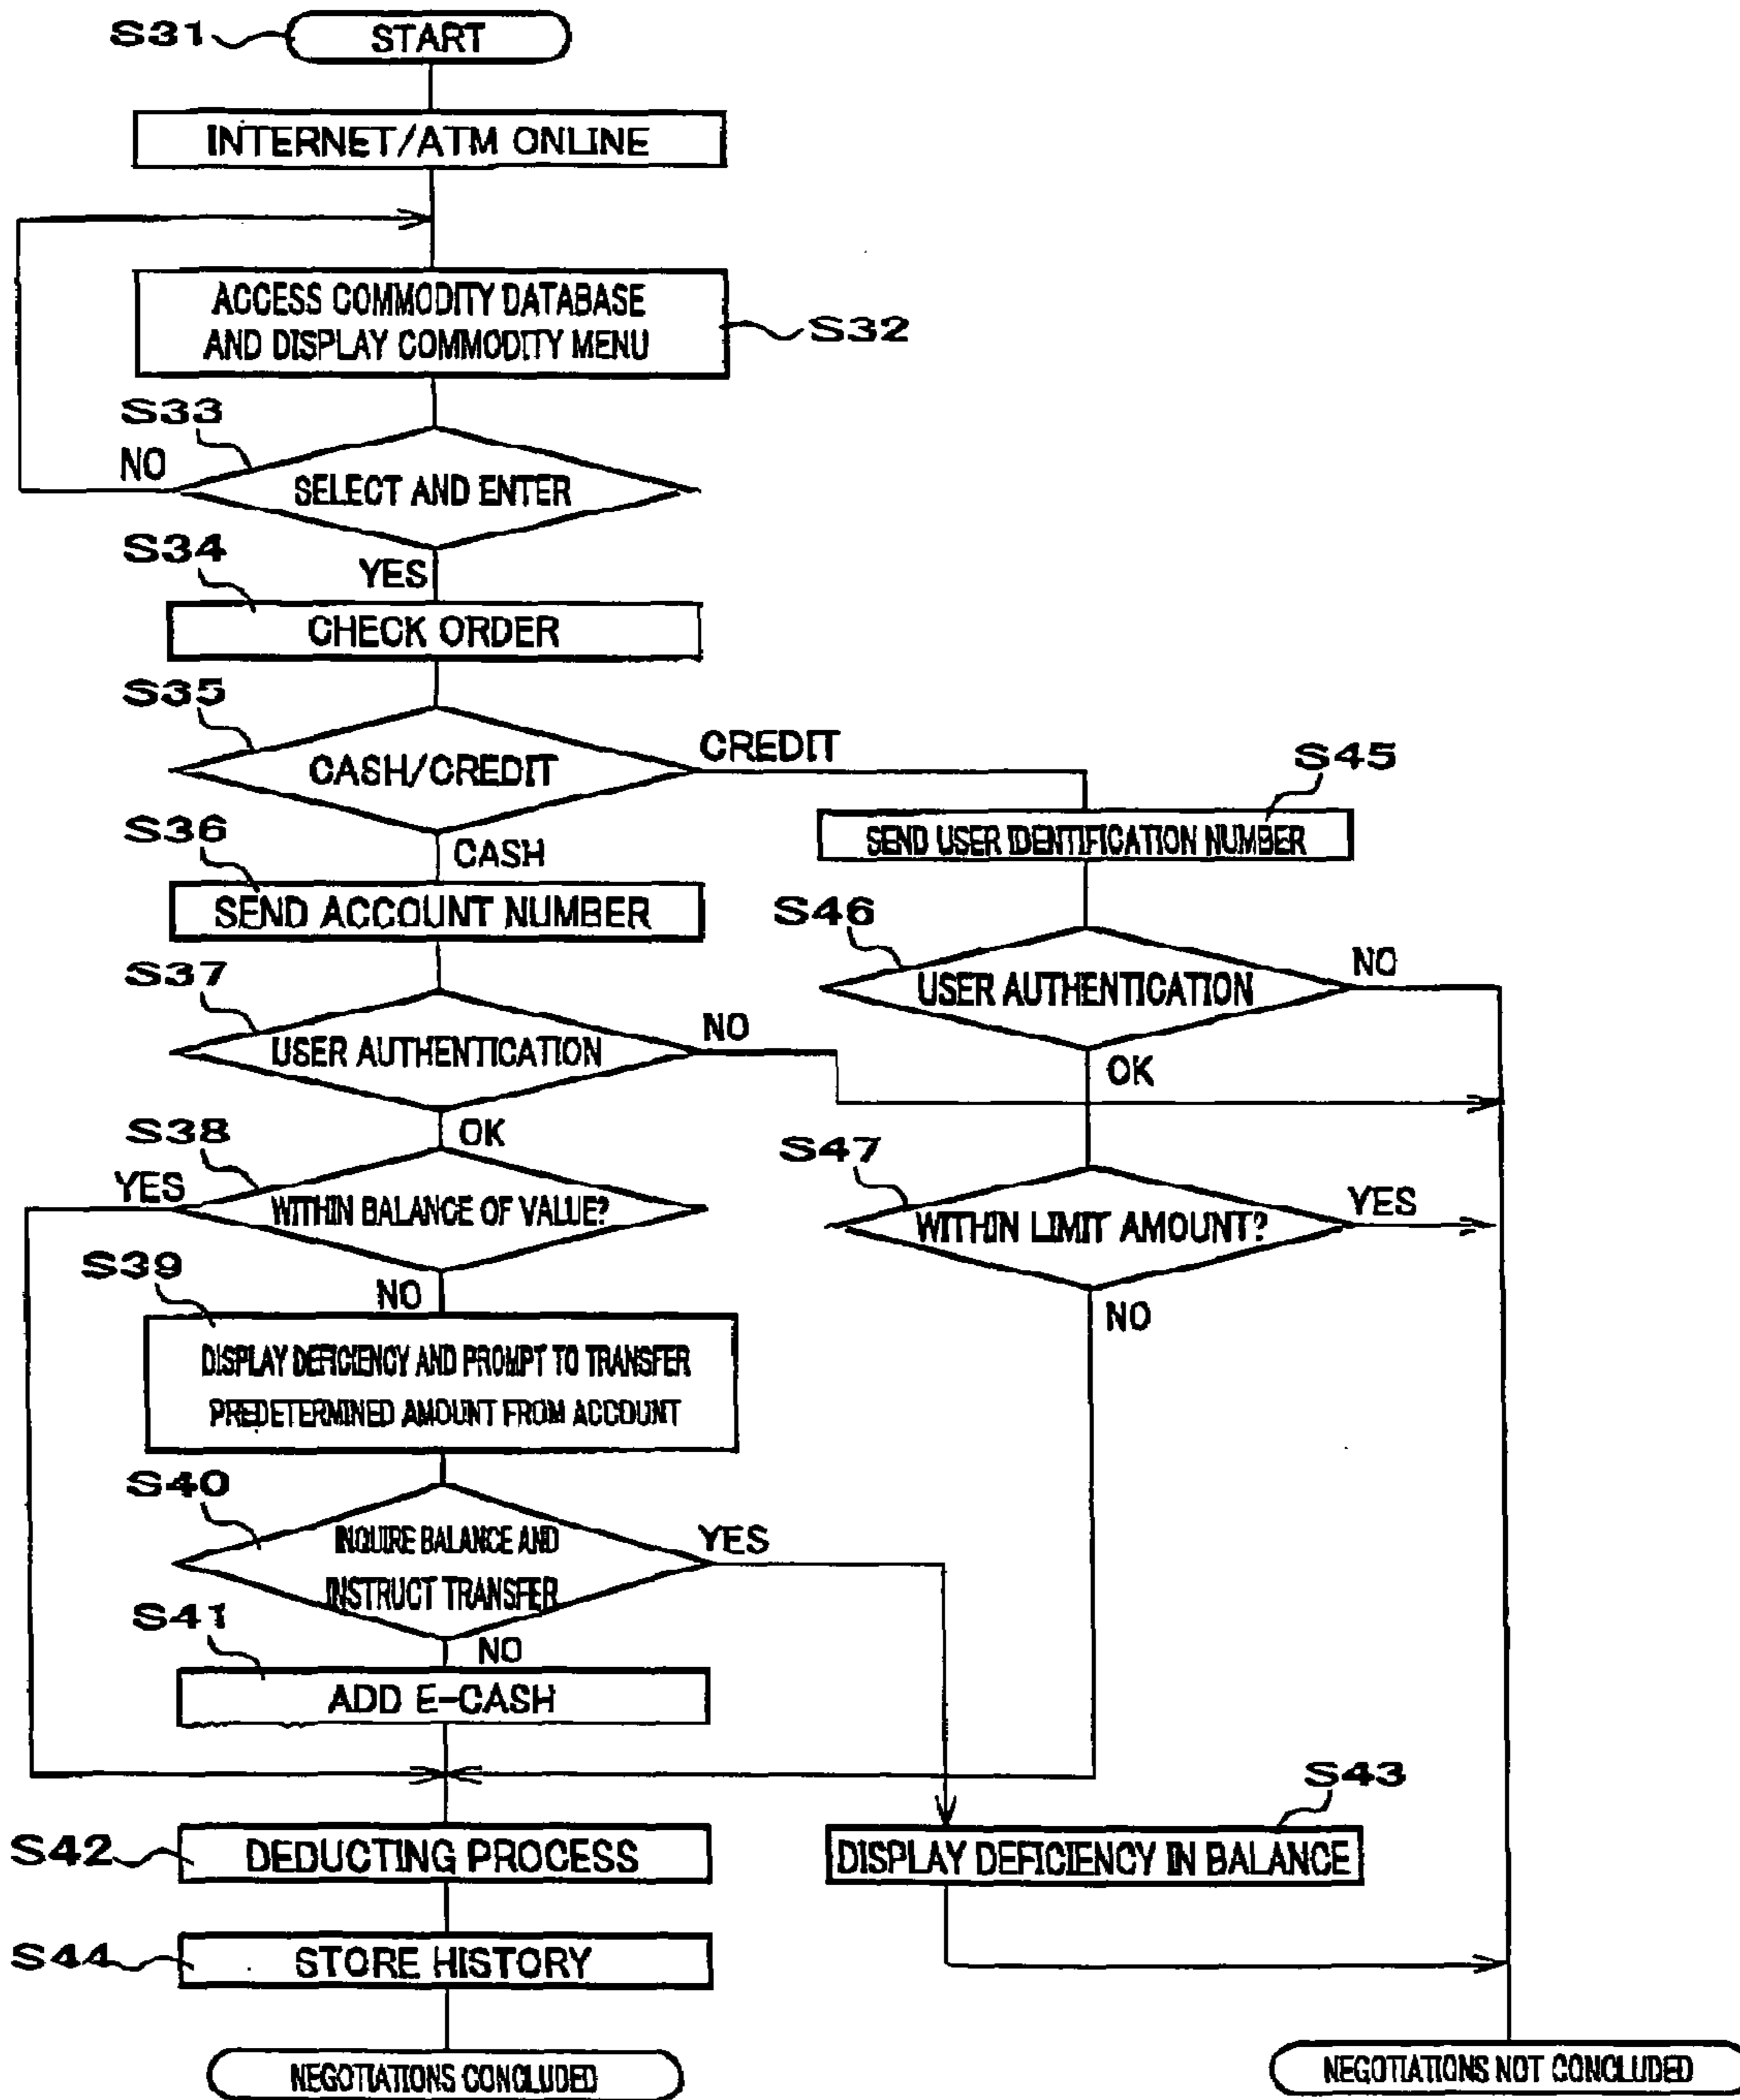 S31
START
INTERNET/ATM ONLINE
ACCESS COMMODITY DATABASE
AND DISPLAY COMMODITY MENU
S32
S33
NO
SELECT AND ENTER
YES
S34
CHECK ORDER
S35
CASH/CREDIT
CREDIT
CASH
S45
SEND USER IDENTIFICATION NUMBER
S36
SEND ACCOUNT NUMBER
S46
USER AUTHENTICATION
NO
OK
S37
USER AUTHENTICATION
NO
OK
S38
YES
WITHIN BALANCE OF VALUE?
NO
S47
WITHIN LIMIT AMOUNT?
YES
NO
S39
DISPLAY DEFICIENCY AND PROMPT TO TRANSFER
PREDETERMINED AMOUNT FROM ACCOUNT
S40
INQUIRE BALANCE AND
INSTRUCT TRANSFER
YES
NO
S41
ADD E-CASH
S42
DEDUCTING PROCESS
S43
DISPLAY DEFICIENCY IN BALANCE
S44
STORE HISTORY
NEGOTIATIONS CONCLUDED
NEGOTIATIONS NOT CONCLUDED